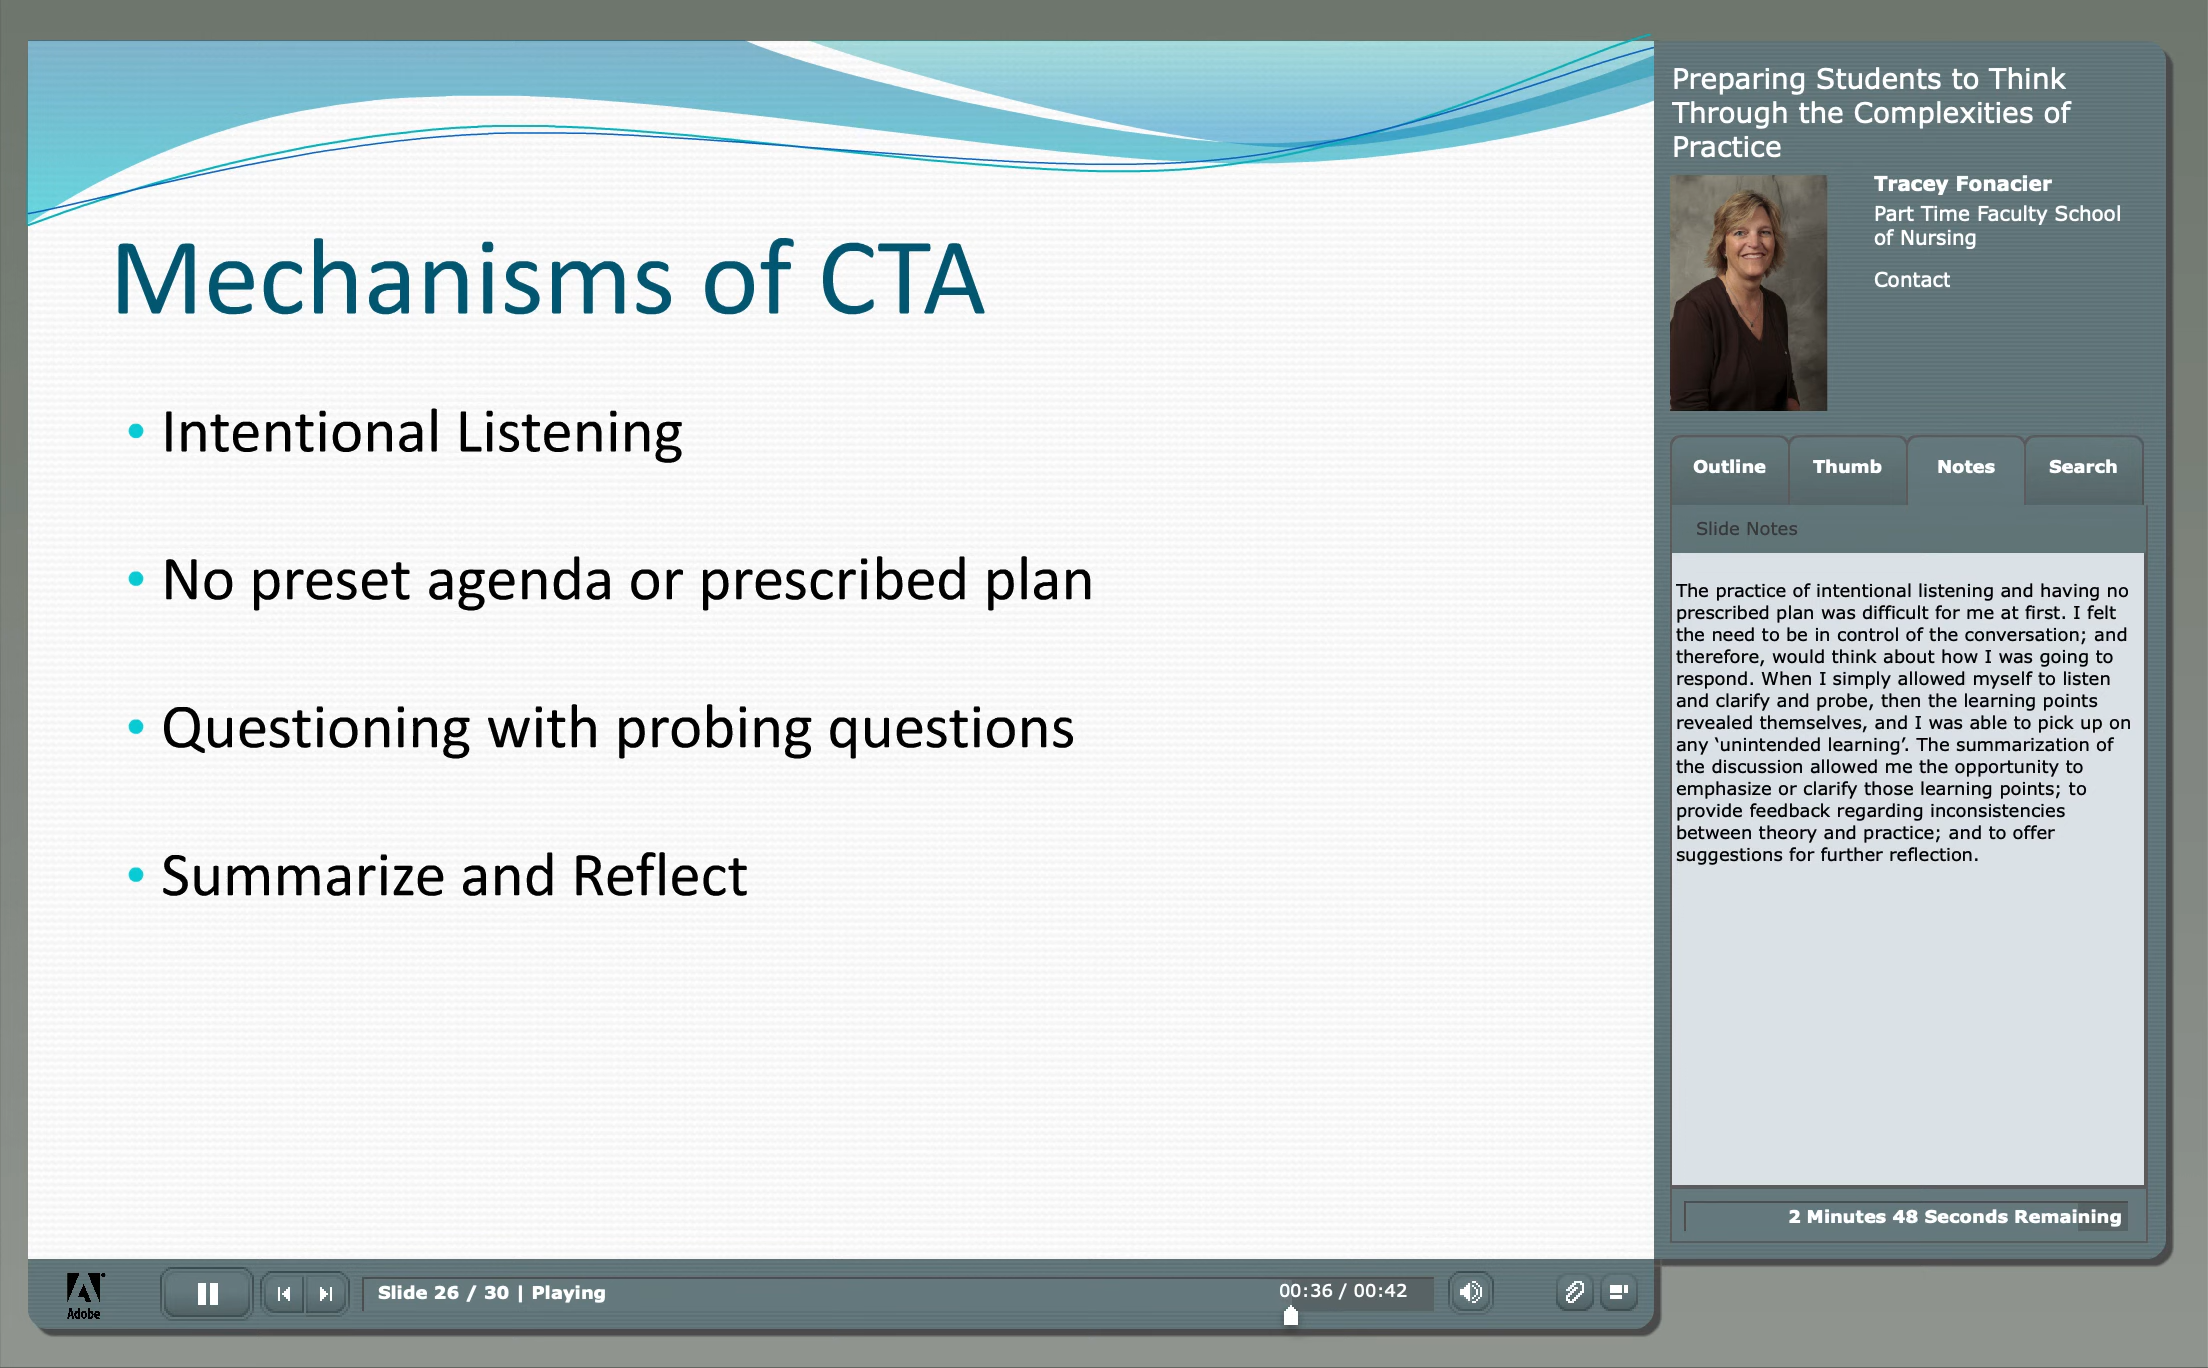 Mechanisms of CTA
• Intentional Listening
• No preset agenda or prescribed plan
• Questioning with probing questions
• Summarize and Reflect
Preparing Students to Think
Through the Complexities of
Practice
Tracey Fonacier
Part Time Faculty School
of Nursing
Contact
Outline Thumb Notes Search
Slide Notes
The practice of intentional listening and having no
prescribed plan was difficult for me at first. I felt
the need to be in control of the conversation; and
therefore, would think about how I was going to
respond. When I simply allowed myself to listen
and clarify and probe, then the learning points
revealed themselves, and I was able to pick up on
any ‘unintended learning’. The summarization of
the discussion allowed me the opportunity to
emphasize or clarify those learning points; to
provide feedback regarding inconsistencies
between theory and practice; and to offer
suggestions for further reflection.
2 Minutes 48 Seconds Remaining
Adobe
Slide 26 / 30 | Playing
00:36 / 00:42